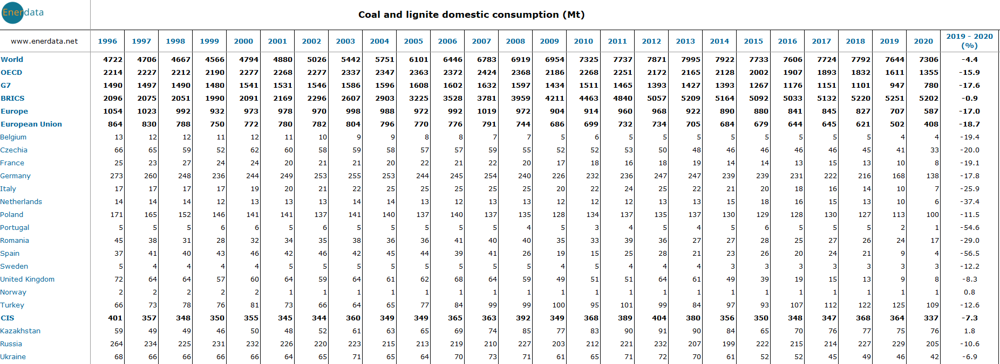 Enerdata
Coal and lignite domestic consumption (Mt)
www.enerdata.net 1996 1997 1998 1999 2000 2001 2002 2003 2004 2005 2006 2007 2008 2009 2010 2011 2012 2013 2014 2015 2016 2017 2018 2019 2020 2019 - 2020 (%)
World 4722 4706 4667 4566 4794 4880 5026 5442 5751 6101 6446 6783 6919 6954 7325 7737 7871 7995 7922 7733 7606 7724 7792 7644 7306 -4.4
OECD 2214 2227 2212 2190 2277 2268 2277 2337 2347 2363 2372 2424 2368 2186 2268 2251 2172 2165 2128 2002 1907 1893 1832 1611 1355 -15.9
G7 1490 1497 1490 1480 1541 1531 1546 1586 1596 1608 1602 1632 1597 1434 1511 1465 1393 1427 1393 1267 1176 1151 1101 947 780 -17.6
BRICS 2096 2075 2051 1990 2091 2169 2296 2607 2903 3225 3528 3781 3959 4211 4463 4840 5057 5209 5164 5092 5033 5132 5220 5251 5202 -0.9
Europe 1054 1023 992 932 973 978 970 998 988 972 992 1019 972 904 914 960 968 922 890 880 841 845 827 707 587 -17.0
European Union 864 830 788 750 772 780 782 804 796 770 776 791 744 686 699 732 734 705 684 679 644 645 621 502 408 -18.7
Belgium 13 12 12 11 12 11 10 9 9 8 8 7 7 5 6 5 5 5 5 5 5 5 5 4 4 -19.4
Czechia 66 65 59 52 62 60 58 59 58 57 57 59 55 52 52 53 50 48 46 46 46 46 45 41 33 -20.0
France 25 23 27 24 24 20 21 21 20 22 21 22 20 17 18 16 18 19 14 14 13 15 13 10 8 -19.1
Germany 273 260 248 236 244 249 253 255 253 244 245 254 240 226 232 236 247 247 239 239 231 222 216 168 138 -17.8
Italy 17 17 17 17 19 20 21 22 25 25 25 25 25 20 22 24 25 22 21 20 18 16 14 10 7 -25.9
Netherlands 14 14 14 12 13 13 13 14 14 13 12 13 13 12 12 12 13 13 15 18 16 15 13 10 6 -37.4
Poland 171 165 152 146 141 141 137 141 140 137 140 137 135 128 134 137 135 137 130 129 128 130 127 113 100 -11.5
Portugal 5 5 5 6 6 5 6 5 5 5 5 5 4 5 3 4 5 4 5 6 5 5 5 2 1 -54.6
Romania 45 38 31 28 32 34 35 38 36 36 41 40 40 35 33 39 36 27 27 28 25 27 26 24 17 -29.0
Spain 37 41 40 43 46 42 46 42 45 44 39 41 26 19 15 25 28 21 23 26 20 24 21 9 4 -56.5
Sweden 5 4 4 4 4 5 5 5 5 5 5 5 5 4 5 4 4 4 3 3 3 3 3 3 3 -12.2
United Kingdom 72 64 64 57 60 64 59 64 61 62 68 64 59 49 51 51 64 61 49 39 19 15 13 9 8 -8.3
Norway 2 2 2 2 2 1 1 1 1 1 1 1 1 1 1 1 1 1 1 1 1 1 1 1 1 0.8
Turkey 66 73 78 76 81 73 66 64 65 77 84 99 99 100 95 101 99 84 97 93 107 112 122 125 109 -12.6
CIS 401 357 348 350 355 345 344 360 349 349 365 363 392 349 368 389 404 380 356 350 348 347 368 364 337 -7.3
Kazakhstan 59 49 49 46 50 48 52 61 63 65 69 74 85 77 83 90 91 90 84 65 70 76 77 75 76 1.8
Russia 264 234 225 231 232 226 220 223 215 213 219 210 227 203 212 221 232 207 199 222 215 214 227 229 205 -10.6
Ukraine 68 66 66 66 66 64 65 71 65 64 70 73 71 61 65 71 72 70 61 52 52 45 49 46 42 -6.9